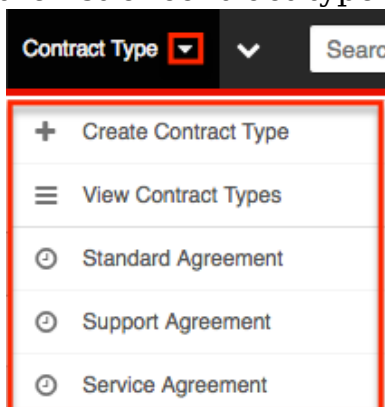 Contract Type
Searc
Create Contract Type
View Contract Types
Standard Agreement
Support Agreement
Service Agreement